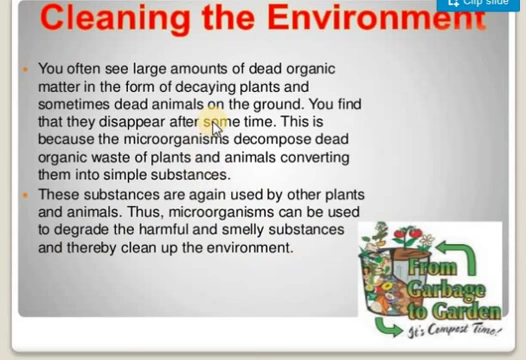 Clip slide
Cleaning the Environment
• You often see large amounts of dead organic
matter in the form of decaying plants and
sometimes dead animals on the ground. You find
that they disappear after some time. This is
because the microorganisms decompose dead
organic waste of plants and animals converting
them into simple substances.
• These substances are again used by other plants
and animals. Thus, microorganisms can be used
to degrade the harmful and smelly substances
and thereby clean up the environment.
From
Garbage
to Garden
It's Compost Time!